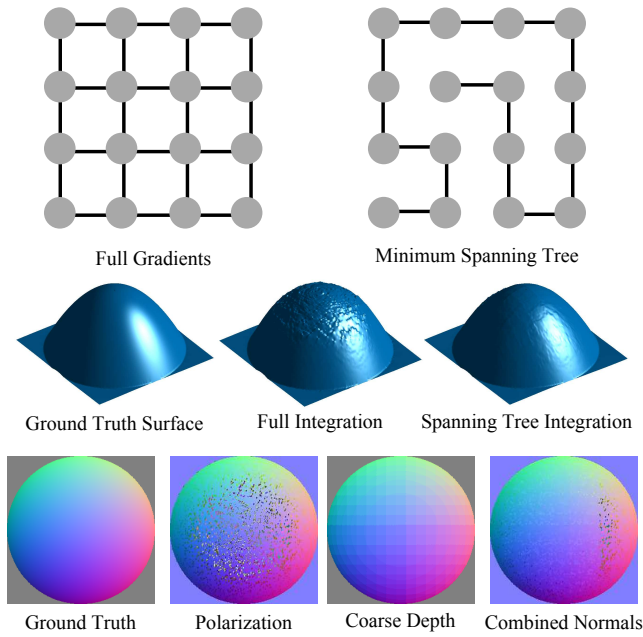 Full Gradients
Minimum Spanning Tree
Ground Truth Surface
Full Integration
Spanning Tree Integration
Ground Truth
Polarization
Coarse Depth
Combined Normals